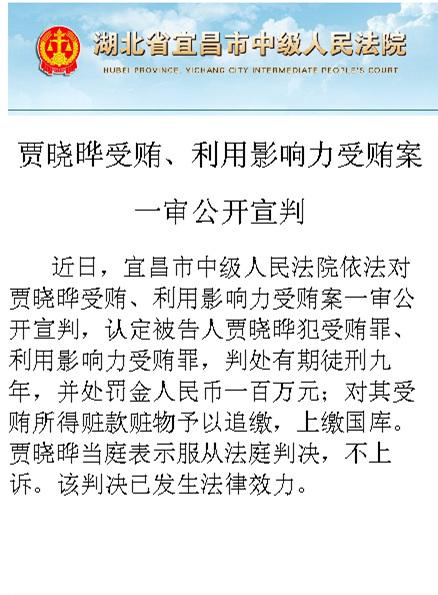 湖北省宜昌市中级人民法院
HUBEI PROVINCE, YICHANG CITY INTERMEDIATE PEOPLE'S COURT
贾晓晔受贿、利用影响力受贿案
一审公开宣判
近日，宜昌市中级人民法院依法对
贾晓晔受贿、利用影响力受贿案一审公
开宣判，认定被告人贾晓晔犯受贿罪、
利用影响力受贿罪，判处有期徒刑九
年，并处罚金人民币一百万元；对其受
贿所得赃款赃物予以追缴，上缴国库。
贾晓晔当庭表示服从法庭判决，不上
诉。该判决已发生法律效力。